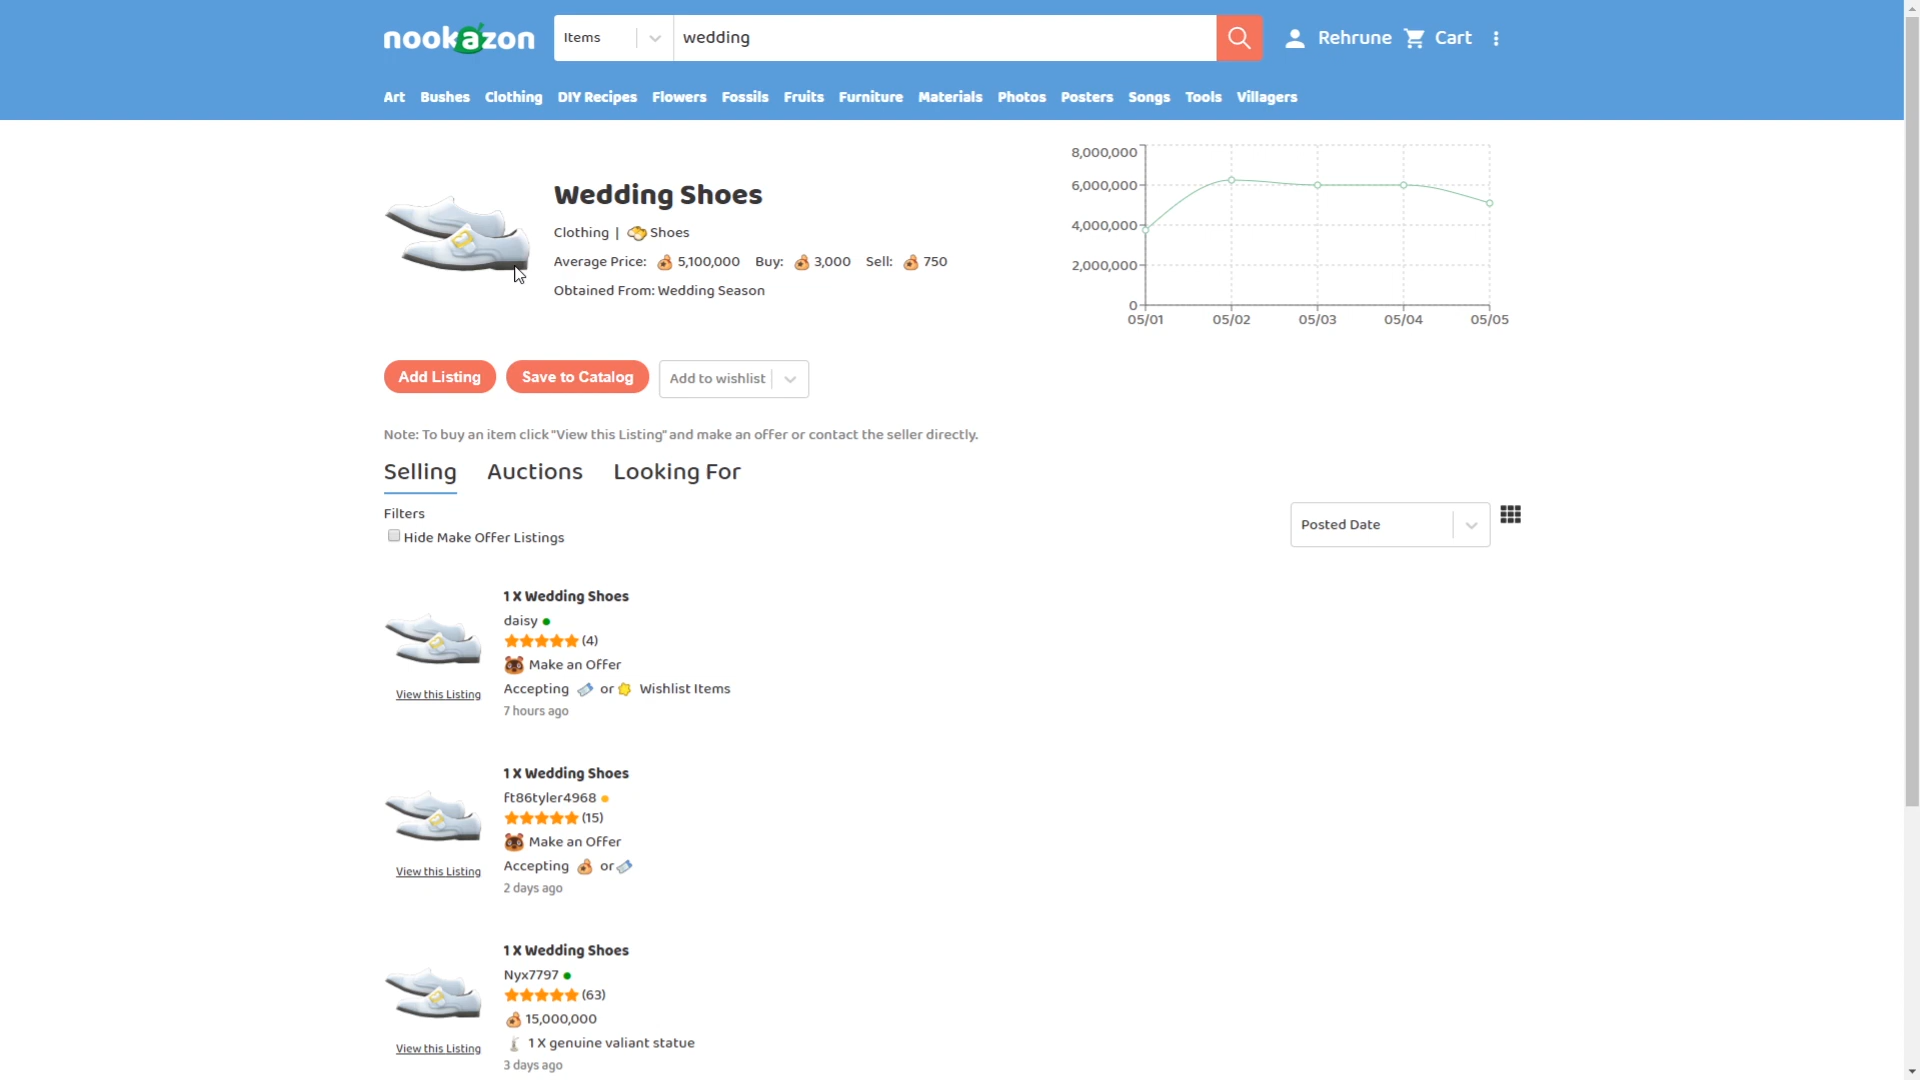 nookazon
Items
wedding
Rehrune
Cart
Art Bushes Clothing DIY Recipes Flowers Fossils Fruits Furniture Materials Photos Posters Songs Tools Villagers
Wedding Shoes
Clothing | Shoes
Average Price: 5,100,000 Buy: 3,000 Sell: 750
Obtained From: Wedding Season
8,000,000
6,000,000
4,000,000
2,000,000
0
05/01 05/02 05/03 05/04 05/05
Add Listing Save to Catalog Add to wishlist
Note: To buy an item click "View this Listing" and make an offer or contact the seller directly.
Selling Auctions Looking For
Filters
Hide Make Offer Listings
Posted Date
1 X Wedding Shoes
daisy
(4)
Make an Offer
Accepting or Wishlist Items
7 hours ago
View this Listing
1 X Wedding Shoes
ft86tyler4968
(15)
Make an Offer
Accepting or
2 days ago
View this Listing
1 X Wedding Shoes
Nyx7797
(63)
15,000,000
1 X genuine valiant statue
3 days ago
View this Listing